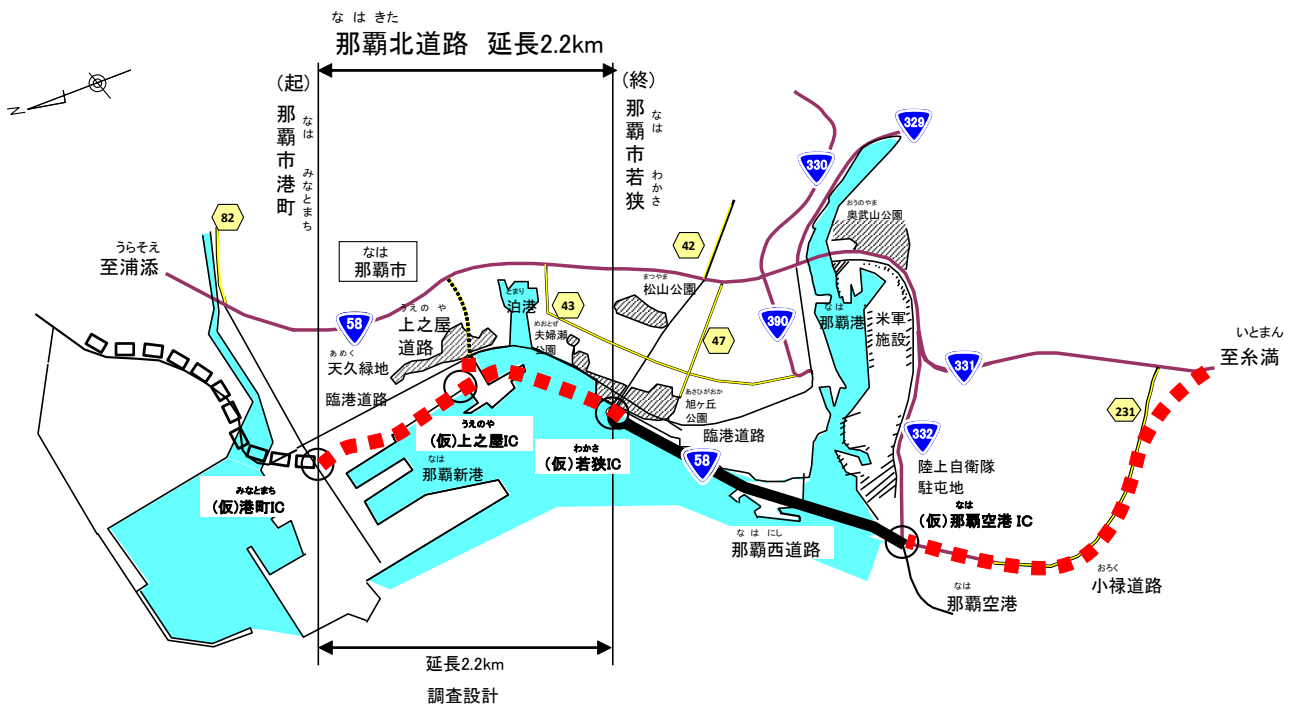 なはきた
那覇北道路 延長2.2km
(起)
那覇市港町
なは みなとまち
(終)
那覇市若狭
なは わかさ
N
329
330
おうのやま
奥武山公園
82
42
うらそえ
至浦添
なは
那覇市
まつやま
松山公園
とまり
泊港
43
58
うえのや
上之屋
道路
めおとぜ
夫婦瀬
公園
47
390
なは
那覇港
米軍
施設
いとまん
至糸満
331
あめく
天久緑地
臨港道路
あさひがおか
旭ヶ丘
公園
臨港道路
231
332
うえのや
(仮)上之屋IC
わかさ
(仮)若狭IC
58
なは
那覇新港
陸上自衛隊
駐屯地
みなとまち
(仮)港町IC
なは
(仮)那覇空港 IC
なはにし
那覇西道路
おろく
小禄道路
なは
那覇空港
延長2.2km
調査設計